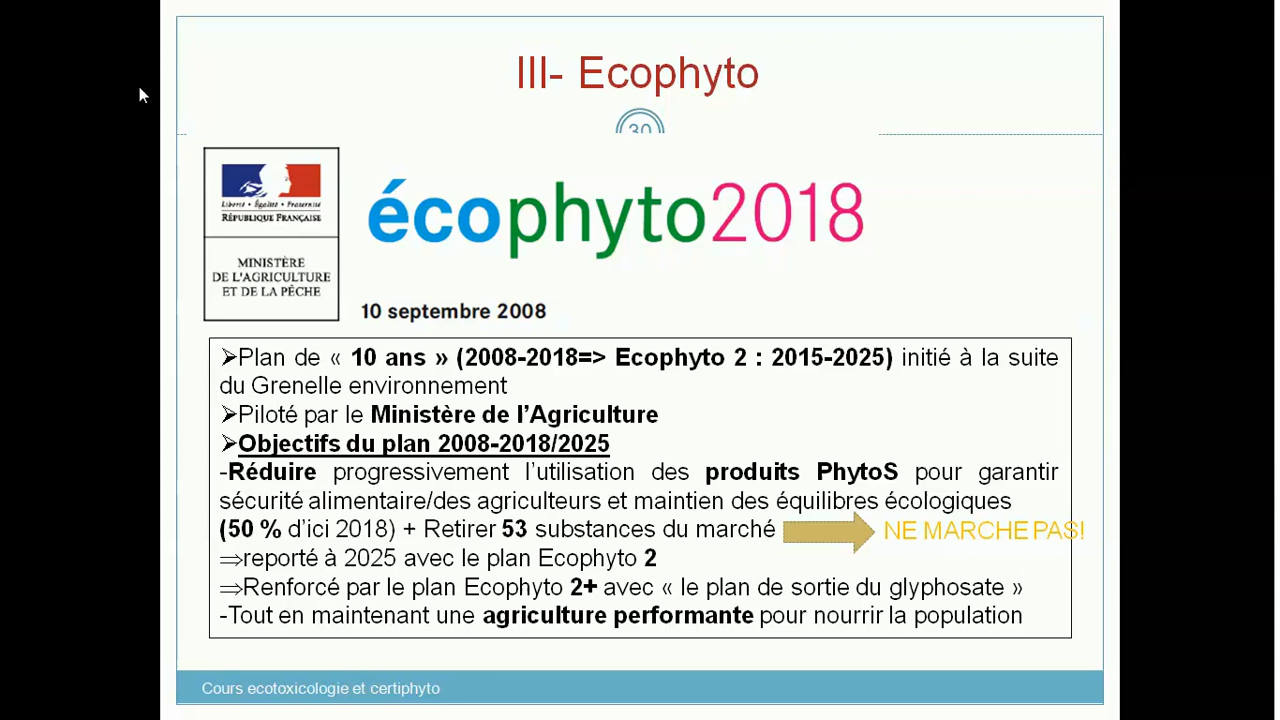 III- Ecophyto
30
Liberté • Égalité • Fraternité
RÉPUBLIQUE FRANÇAISE
MINISTÈRE
DE L'AGRICULTURE
ET DE LA PÊCHE
écophyto2018
10 septembre 2008
➢Plan de « 10 ans » (2008-2018=> Ecophyto 2 : 2015-2025) initié à la suite
du Grenelle environnement
➢Piloté par le Ministère de l’Agriculture
➢Objectifs du plan 2008-2018/2025
-Réduire progressivement l’utilisation des produits PhytoS pour garantir
sécurité alimentaire/des agriculteurs et maintien des équilibres écologiques
(50 % d’ici 2018) + Retirer 53 substances du marché NE MARCHE PAS!
⇒reporté à 2025 avec le plan Ecophyto 2
⇒Renforcé par le plan Ecophyto 2+ avec « le plan de sortie du glyphosate »
-Tout en maintenant une agriculture performante pour nourrir la population
Cours ecotoxicologie et certiphyto